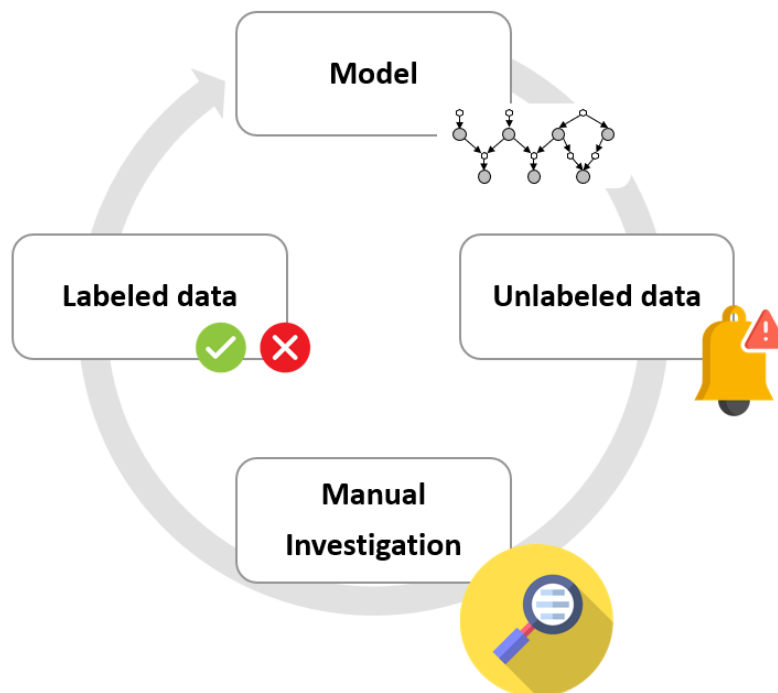 Model
Labeled data
Unlabeled data
Manual
Investigation